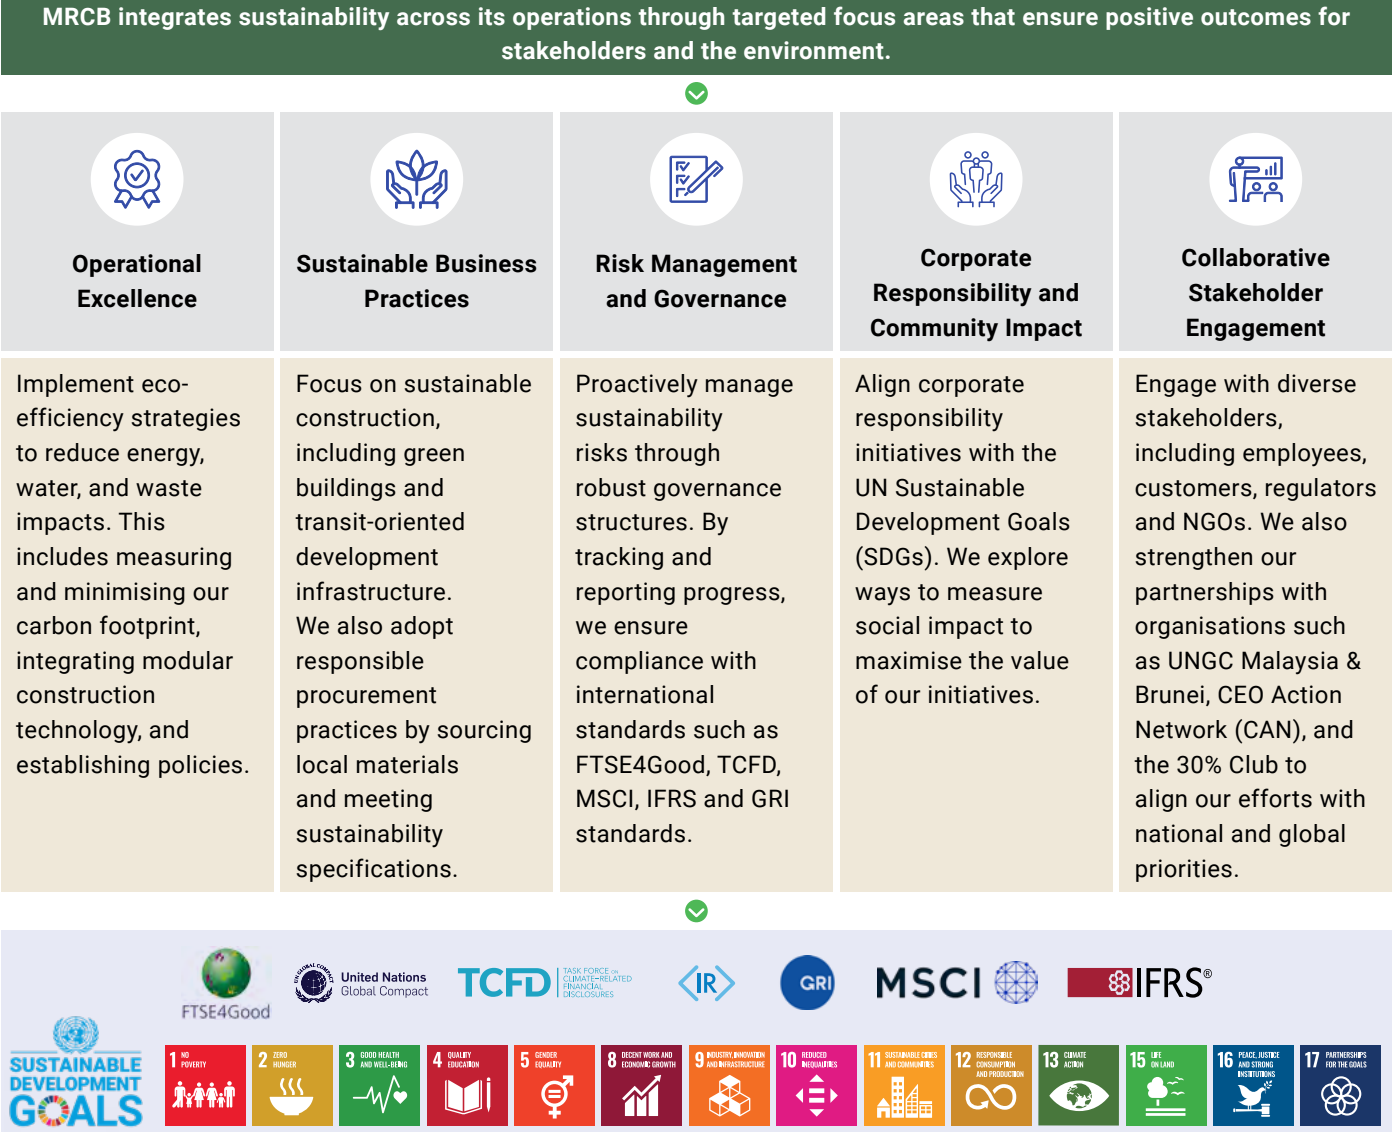 MRCB integrates sustainability across its operations through targeted focus areas that ensure positive outcomes for
stakeholders and the environment.
Operational
Excellence
Implement eco-
efficiency strategies
to reduce energy,
water, and waste
impacts. This
includes measuring
and minimising our
carbon footprint,
integrating modular
construction
technology, and
establishing policies.
Sustainable Business
Practices
Focus on sustainable
construction,
including green
buildings and
transit-oriented
development
infrastructure.
We also adopt
responsible
procurement
practices by sourcing
local materials
and meeting
sustainability
specifications.
Risk Management
and Governance
Proactively manage
sustainability
risks through
robust governance
structures. By
tracking and
reporting progress,
we ensure
compliance with
international
standards such as
FTSE4Good, TCFD,
MSCI, IFRS and GRI
standards.
Corporate
Responsibility and
Community Impact
Align corporate
responsibility
initiatives with the
UN Sustainable
Development Goals
(SDGs). We explore
ways to measure
social impact to
maximise the value
of our initiatives.
Collaborative
Stakeholder
Engagement
Engage with diverse
stakeholders,
including employees,
customers, regulators
and NGOs. We also
strengthen our
partnerships with
organisations such
as UNGC Malaysia &
Brunei, CEO Action
Network (CAN), and
the 30% Club to
align our efforts with
national and global
priorities.
FTSE4Good
United Nations
Global Compact
TCFD
TASK FORCE ON
CLIMATE-RELATED
FINANCIAL
DISCLOSURES
<IR>
GRI
MSCI
IFRS®
SUSTAINABLE
DEVELOPMENT
GOALS
1 NO
POVERTY
2 ZERO
HUNGER
3 GOOD HEALTH
AND WELL-BEING
4 QUALITY
EDUCATION
5 GENDER
EQUALITY
8 DECENT WORK AND
ECONOMIC GROWTH
9 INDUSTRY, INNOVATION
AND INFRASTRUCTURE
10 REDUCED
INEQUALITIES
11 SUSTAINABLE CITIES
AND COMMUNITIES
12 RESPONSIBLE
CONSUMPTION
AND PRODUCTION
13 CLIMATE
ACTION
15 LIFE
ON LAND
16 PEACE, JUSTICE
AND STRONG
INSTITUTIONS
17 PARTNERSHIPS
FOR THE GOALS